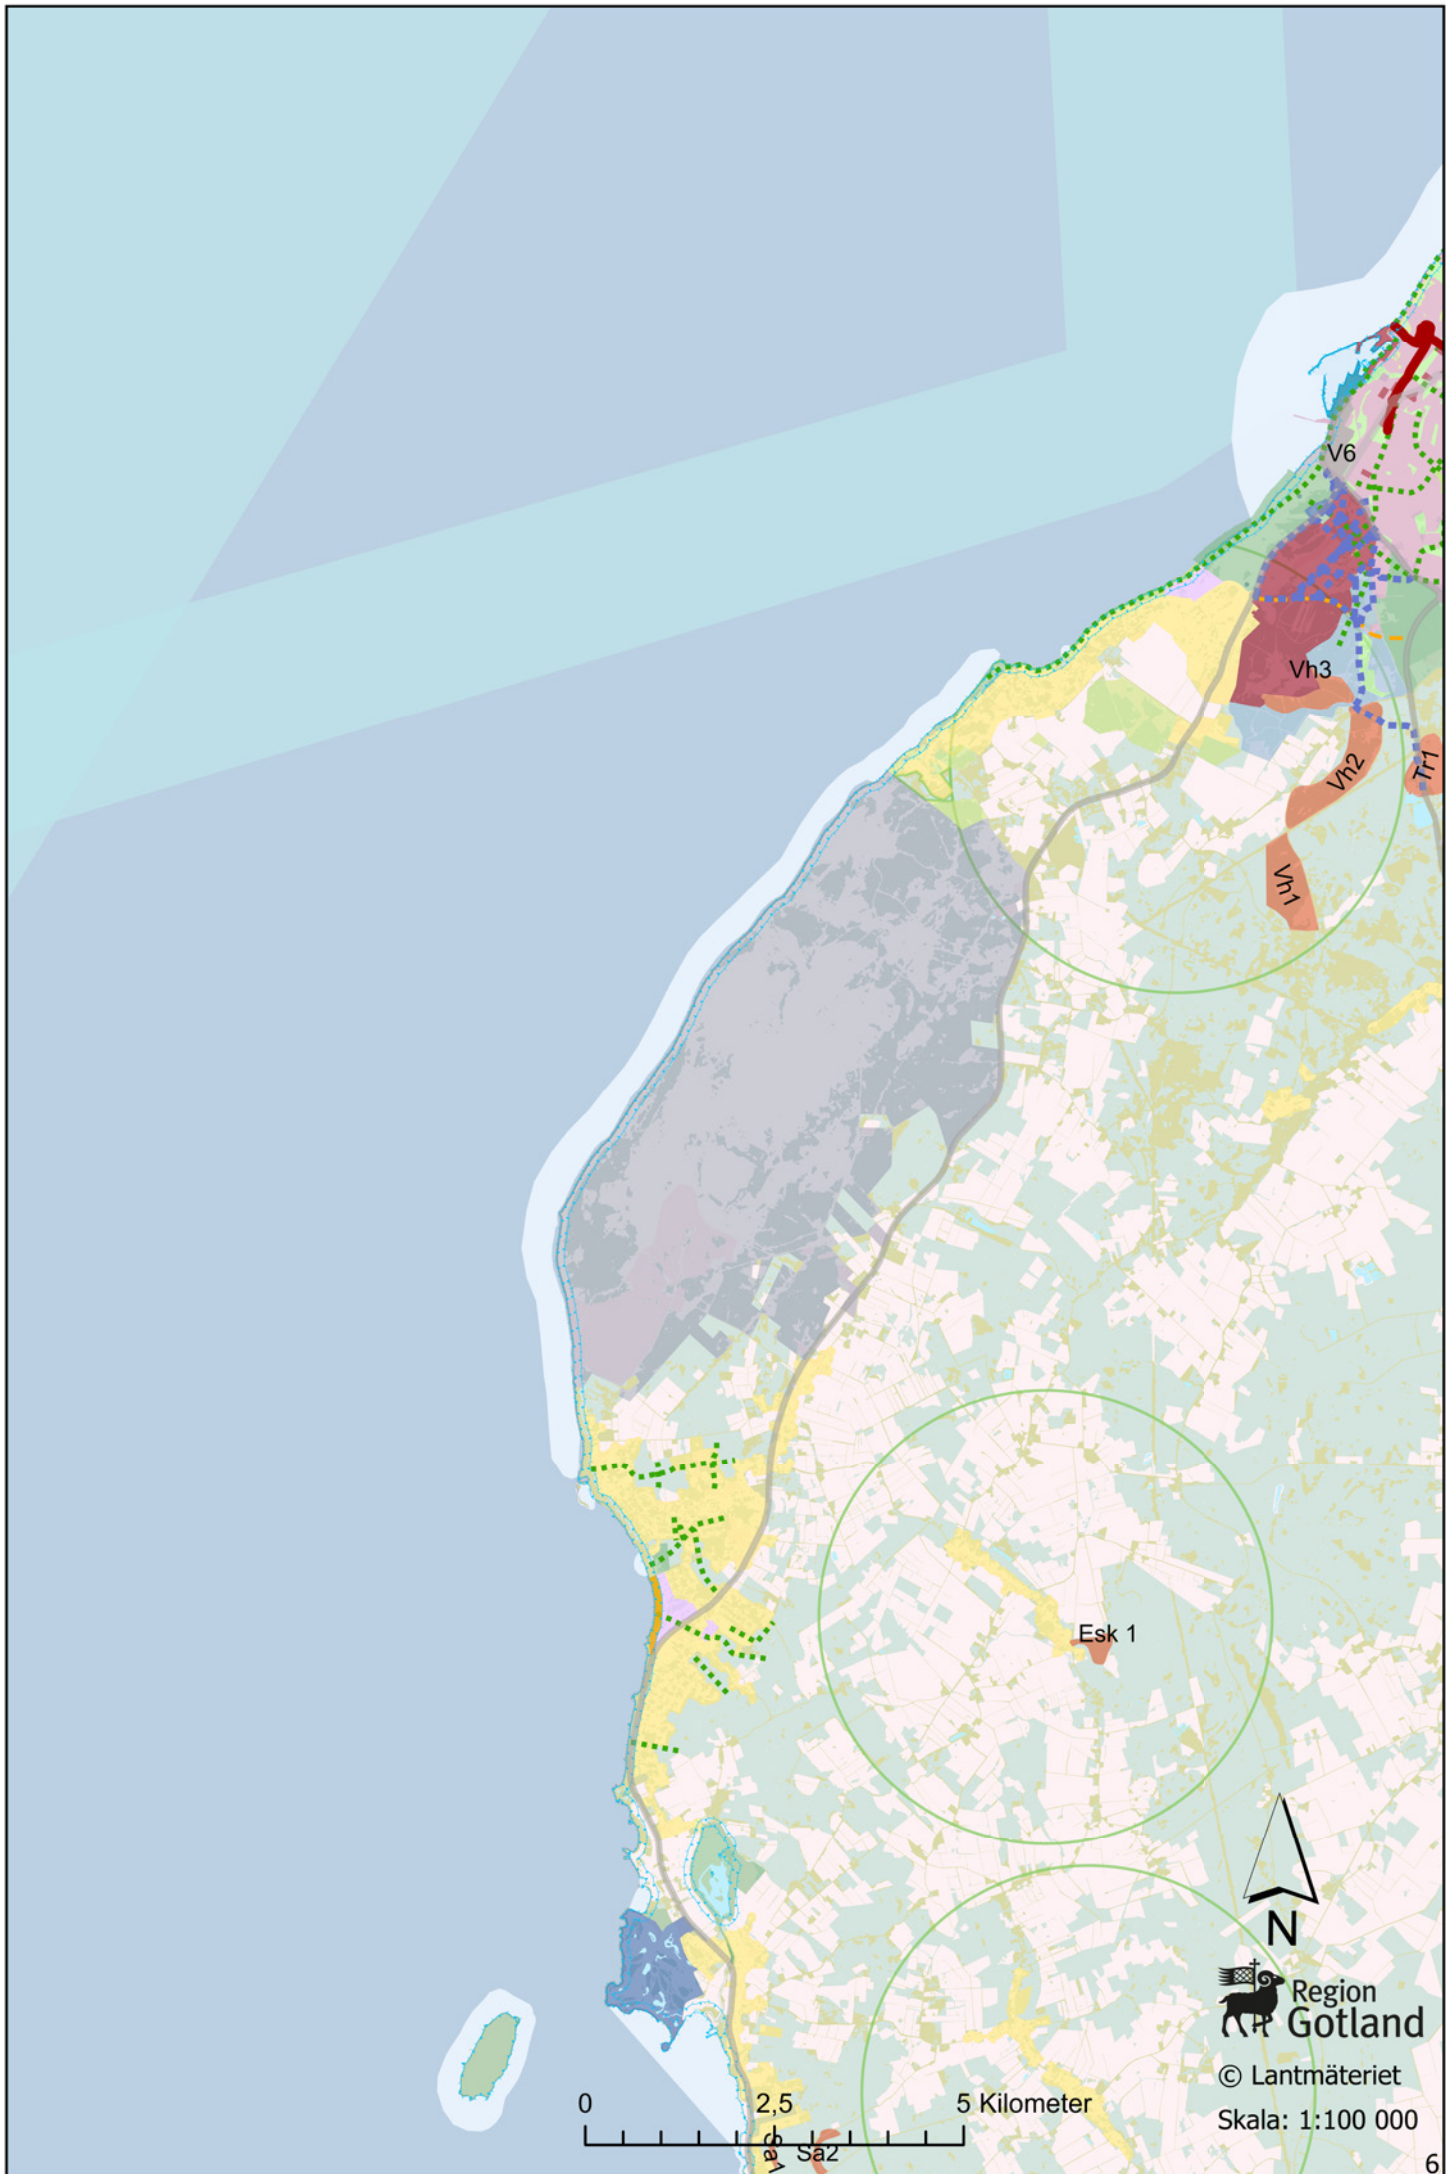 V6
Vh3
Vh2
Tr1
Vh1
Esk 1
N
Region
Gotland
© Lantmäteriet
0 2,5 5 Kilometer
Skala: 1:100 000
Sa2
6